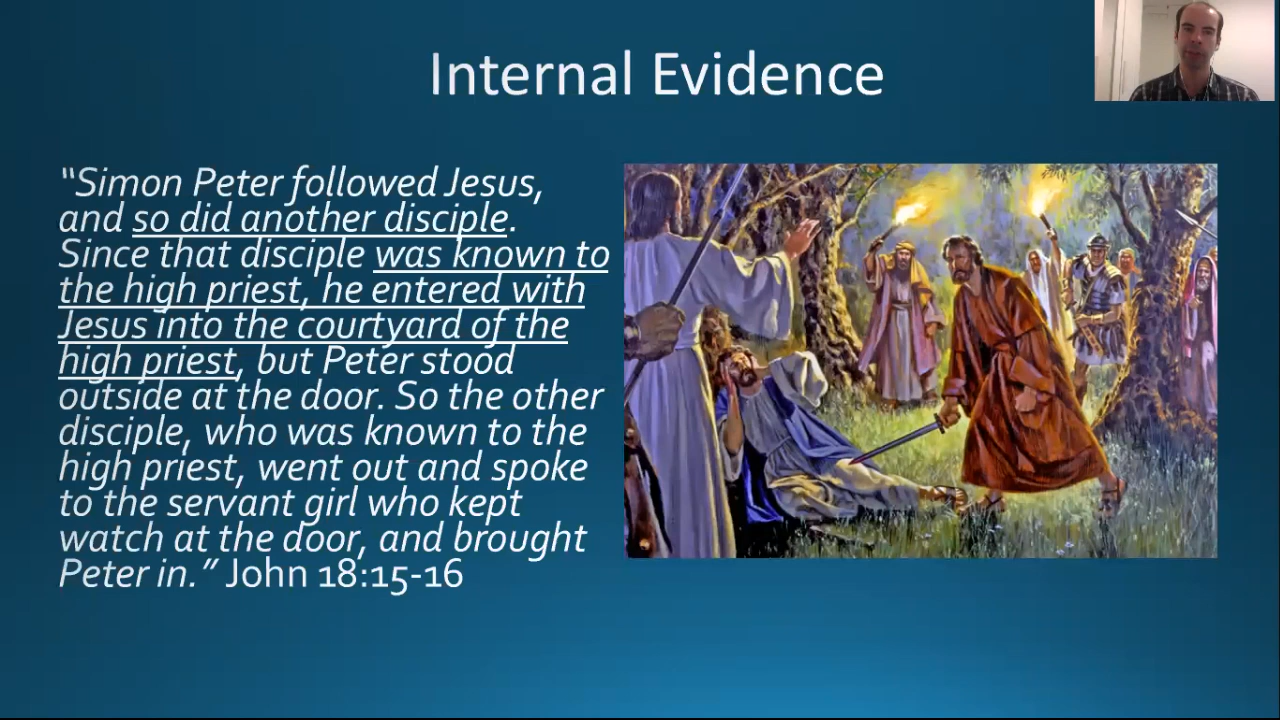 Internal Evidence
“Simon Peter followed Jesus,
and so did another disciple.
Since that disciple was known to
the high priest, he entered with
Jesus into the courtyard of the
high priest, but Peter stood
outside at the door. So the other
disciple, who was known to the
high priest, went out and spoke
to the servant girl who kept
watch at the door, and brought
Peter in.” John 18:15-16